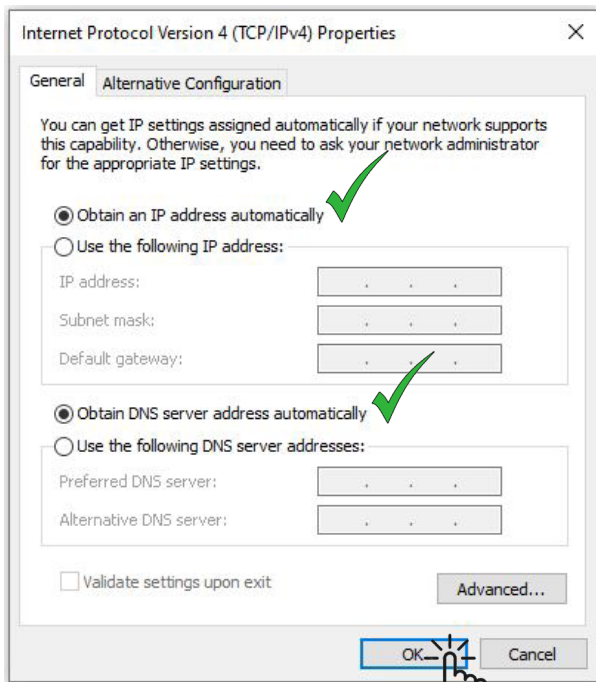 Internet Protocol Version 4 (TCP/IPv4) Properties
General Alternative Configuration
You can get IP settings assigned automatically if your network supports
this capability. Otherwise, you need to ask your network administrator
for the appropriate IP settings.
Obtain an IP address automatically
Use the following IP address:
IP address:
Subnet mask:
Default gateway:
Obtain DNS server address automatically
Use the following DNS server addresses:
Preferred DNS server:
Alternative DNS server:
Validate settings upon exit
Advanced...
OK Cancel